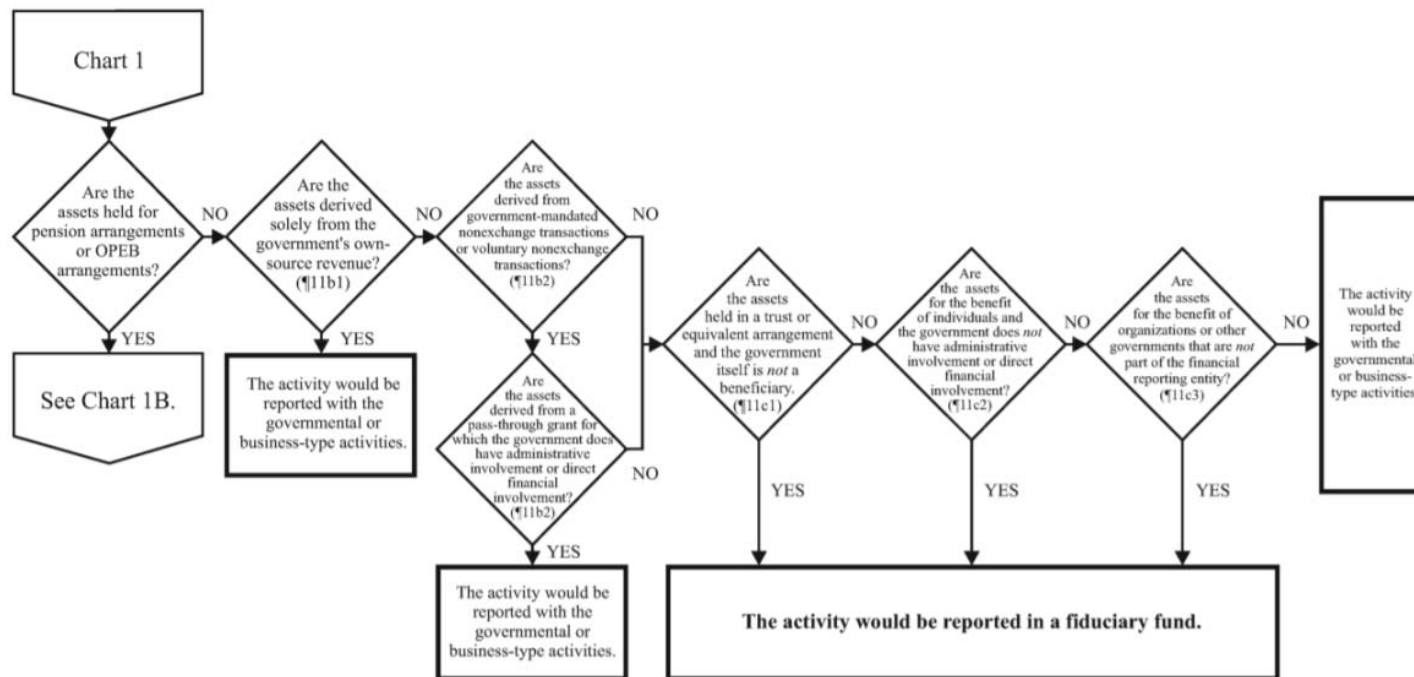 Chart 1
Are the
assets held for
pension arrangements
or OPEB
arrangements?
NO
YES
See Chart 1B.
Are the
assets derived
solely from the
government's own-
source revenue?
(¶11b1)
NO
YES
The activity would be
reported with the
governmental or
business-type activities.
Are
the assets
derived from
government-mandated
nonexchange transactions
or voluntary nonexchange
transactions?
(¶11b2)
NO
YES
Are
the assets
derived from a
pass-through grant for
which the government does
have administrative
involvement or direct
financial
involvement?
(¶11b2)
NO
YES
The activity would be
reported with the
governmental or
business-type activities.
Are
the assets
held in a trust or
equivalent arrangement
and the government
itself is not a
beneficiary.
(¶11c1)
NO
YES
Are
the assets
for the benefit
of individuals and
the government does not
have administrative
involvement or direct
financial
involvement?
(¶11c2)
NO
YES
Are
the assets
for the benefit of
organizations or other
governments that are not
part of the financial
reporting entity?
(¶11c3)
NO
YES
The activity
would be
reported
with the
governmental
or business-
type activities
The activity would be reported in a fiduciary fund.